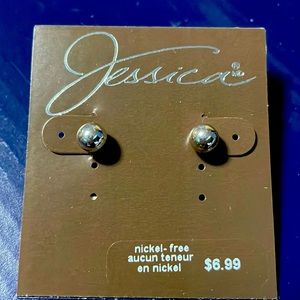 Jessica
nickel-free
aucun teneur
en nickel $6.99